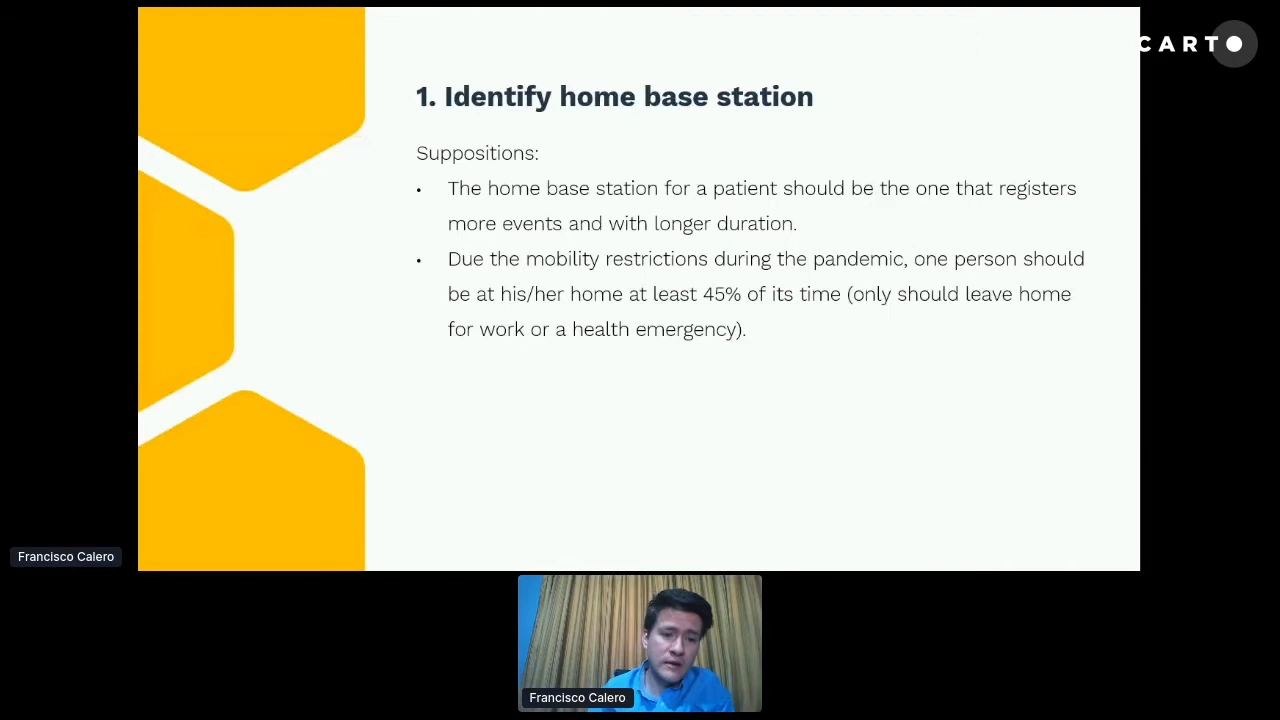 CARTO
1. Identify home base station
Suppositions:
• The home base station for a patient should be the one that registers
more events and with longer duration.
• Due the mobility restrictions during the pandemic, one person should
be at his/her home at least 45% of its time (only should leave home
for work or a health emergency).
Francisco Calero
Francisco Calero